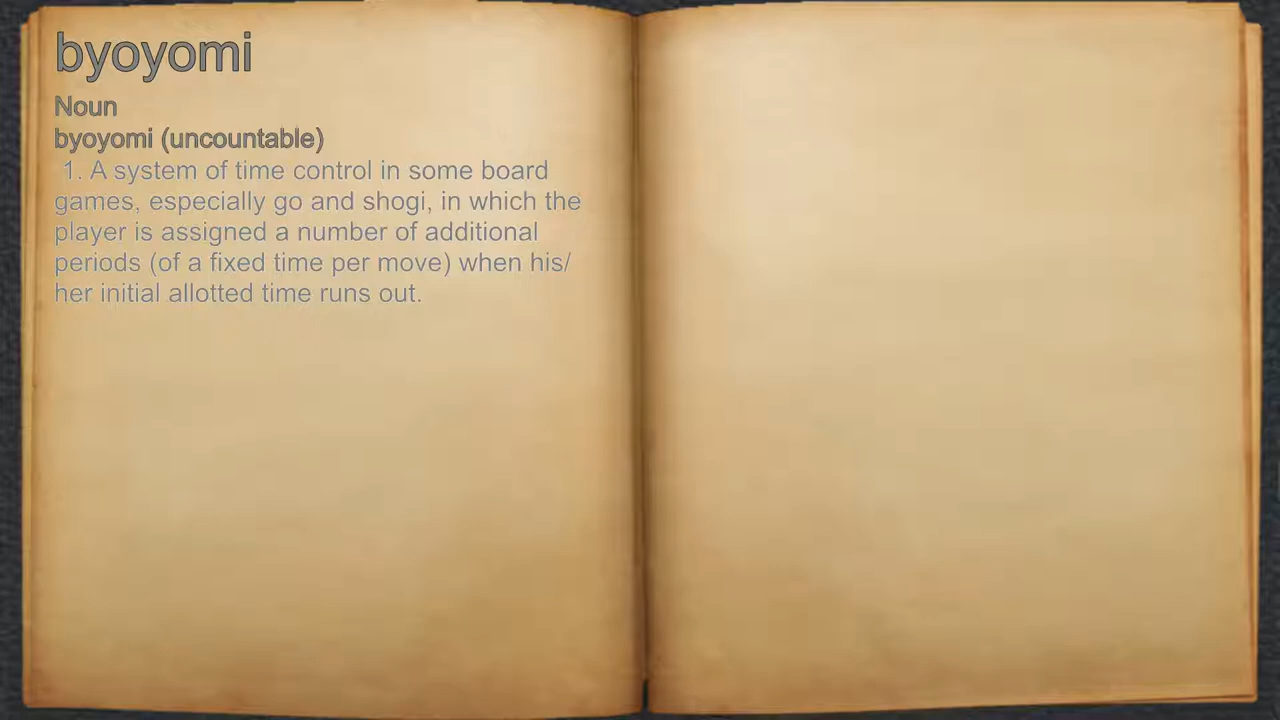 byoyomi
Noun
byoyomi (uncountable)
1. A system of time control in some board
games, especially go and shogi, in which the
player is assigned a number of additional
periods (of a fixed time per move) when his/
her initial allotted time runs out.